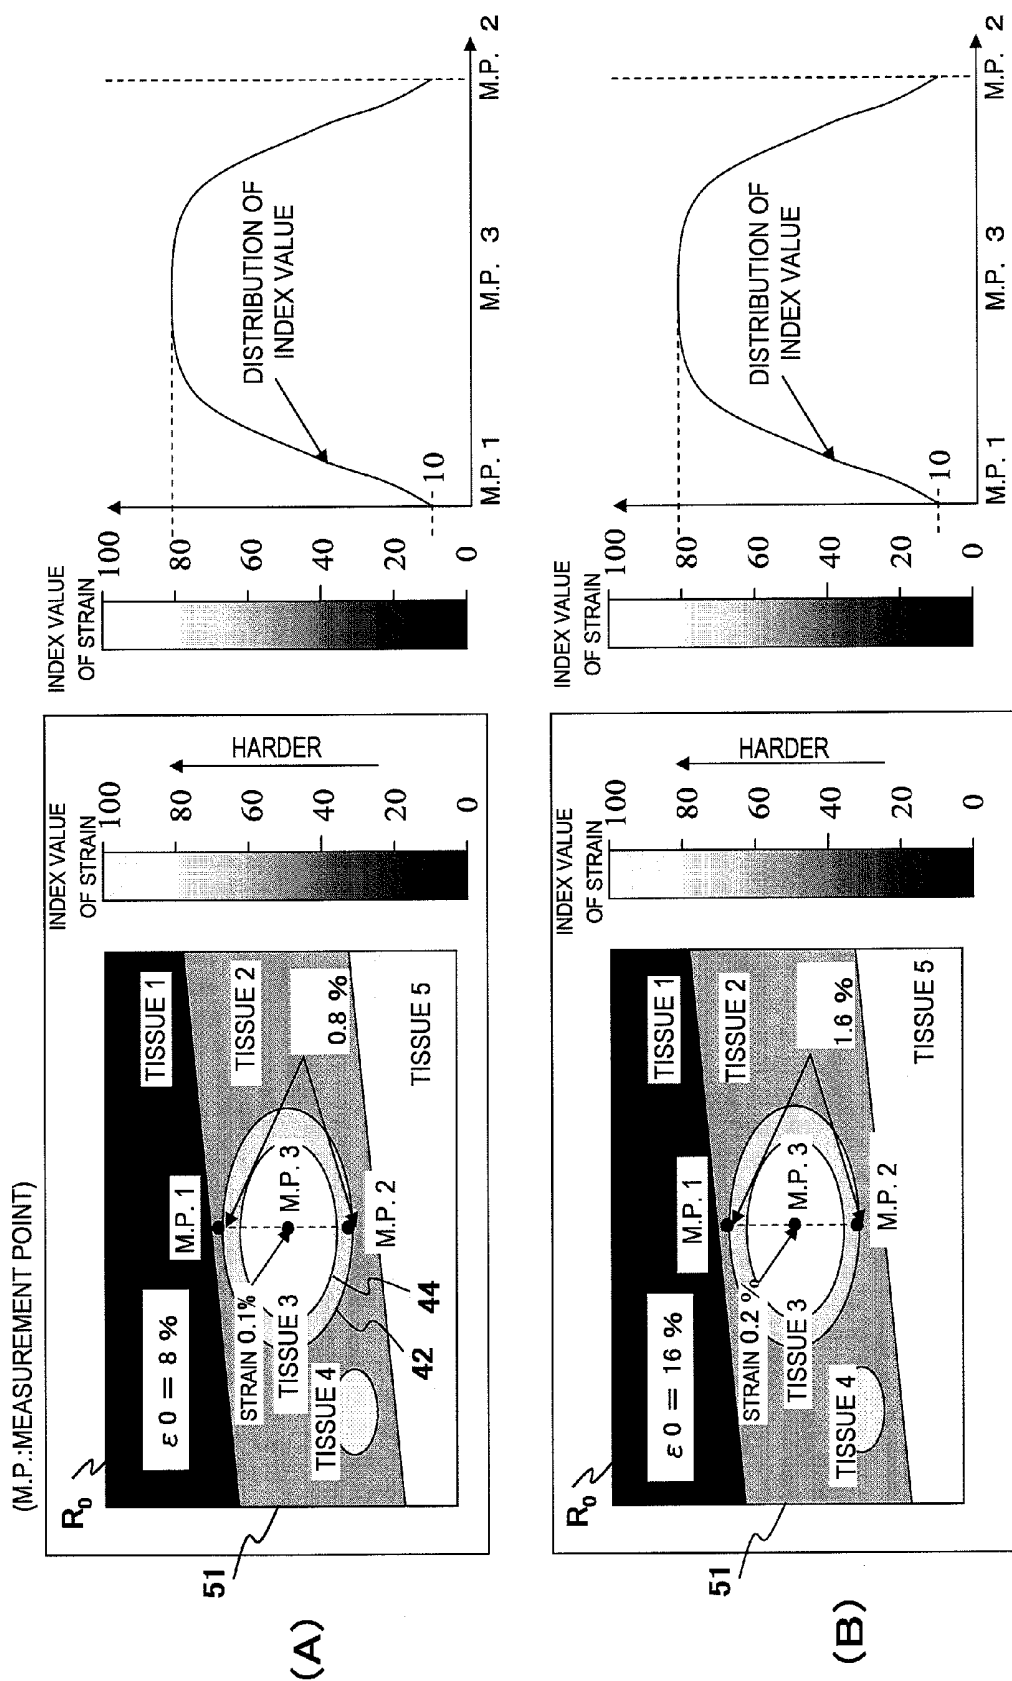 (M.P.:MEASUREMENT POINT)
(A)
51
R0
ε0 = 8 %
M.P. 1
TISSUE 1
TISSUE 2
STRAIN 0.1%
TISSUE 3
M.P. 3
0.8 %
TISSUE 4
M.P. 2
TISSUE 5
42
44
INDEX VALUE
OF STRAIN
100
80
60
40
20
0
HARDER
INDEX VALUE
OF STRAIN
100
80
60
40
20
0
10
DISTRIBUTION OF
INDEX VALUE
M.P. 1
M.P. 3
M.P. 2
(B)
51
R0
ε0 = 16 %
M.P. 1
TISSUE 1
TISSUE 2
STRAIN 0.2 %
TISSUE 3
M.P. 3
1.6 %
TISSUE 4
M.P. 2
TISSUE 5
INDEX VALUE
OF STRAIN
100
80
60
40
20
0
HARDER
INDEX VALUE
OF STRAIN
100
80
60
40
20
0
10
DISTRIBUTION OF
INDEX VALUE
M.P. 1
M.P. 3
M.P. 2